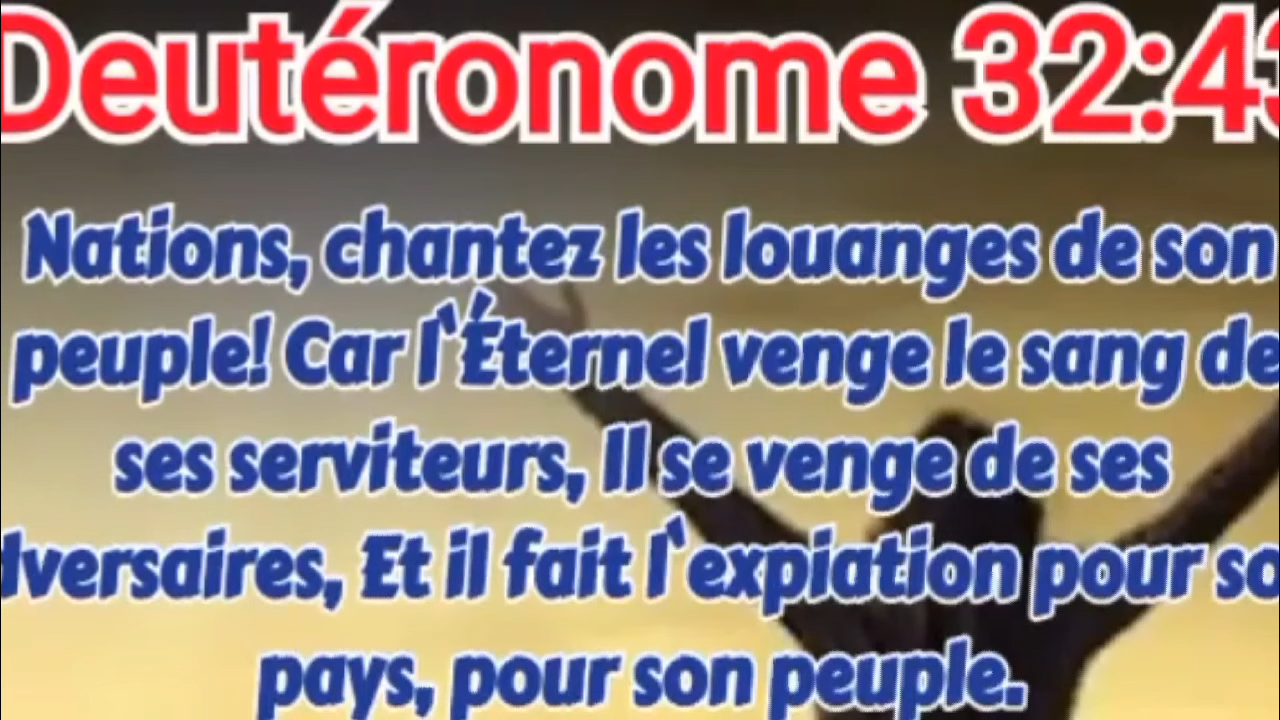 Deutéronome 32:43
Nations, chantez les louanges de son
peuple! Car l'Éternel venge le sang de
ses serviteurs, Il se venge de ses
dversaires, Et il fait l'expiation pour so
pays, pour son peuple.